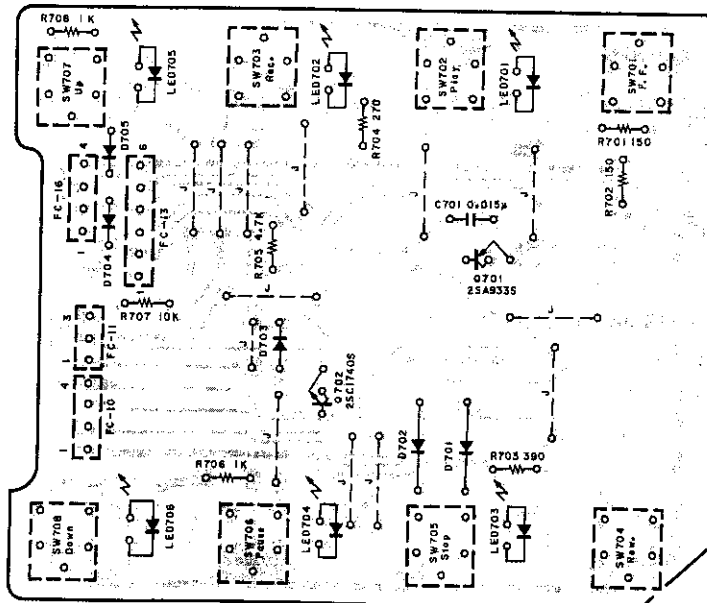 R708 1K
SW707
Up
LED705
SW703
Rec.
LED702
R704 270
SW702
Play
LED701
SW701
F.F.
R701 150
R702 150
D705
4
FC-16
1
D704
6
FC-13
1
J
J
J
J
R705 4.7K
J
C701 0.015μ
J
Q701
2SA933S
R707 10K
J
J
3
FC-11
1
J
D703
Q702
2SC1740S
J
4
FC-10
1
J
J
J
D702
D701
R706 1K
R703 390
SW708
Down
LED706
SW706
Pause
LED704
SW705
Stop
LED703
SW704
Rew.